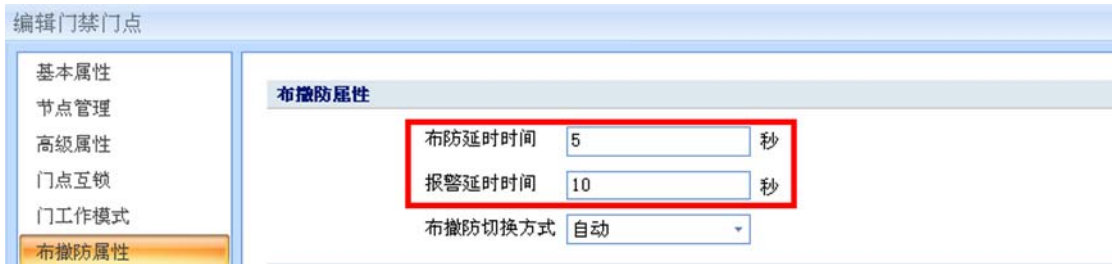 编辑门禁门点
基本属性
节点管理
高级属性
门点互锁
门工作模式
布撤防属性
布撤防属性
布防延时时间 5 秒
报警延时时间 10 秒
布撤防切换方式 自动